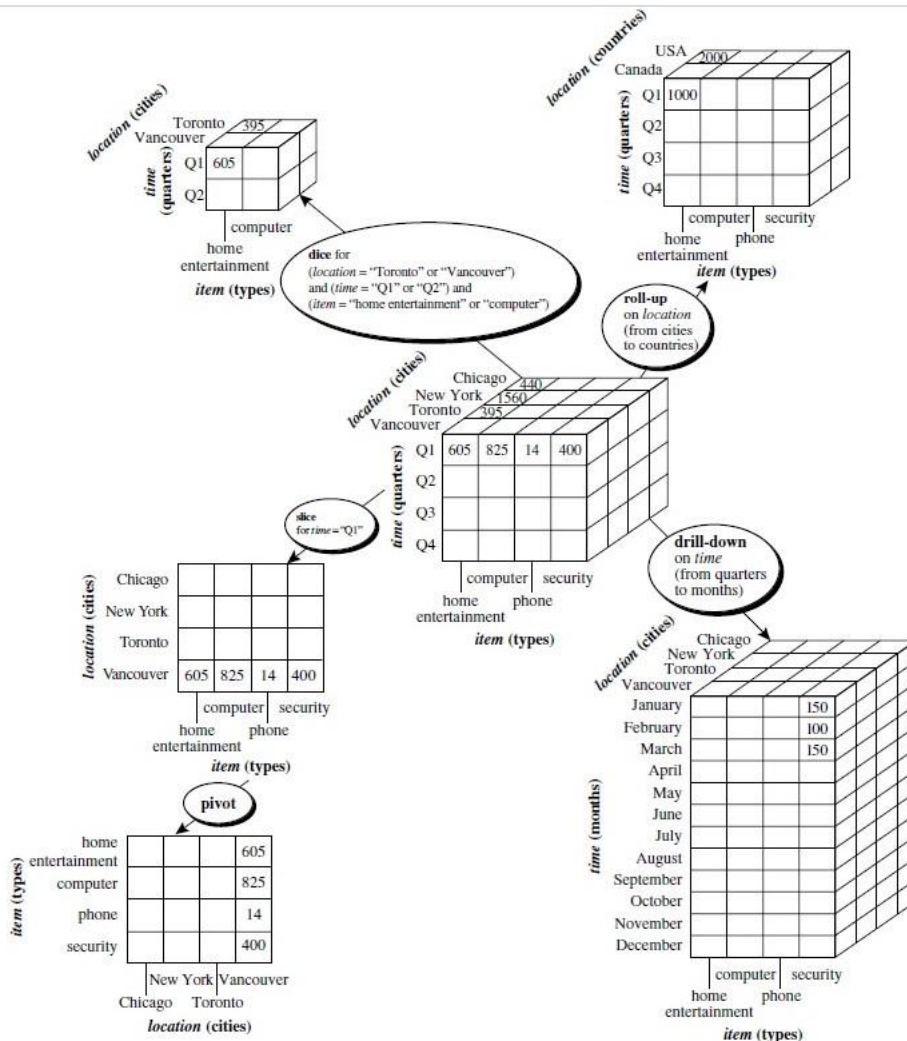 location (cities)
Toronto
395
Vancouver
Q1
605
Q2
time
(quarters)
computer
home
entertainment
item (types)
location (countries)
USA
2000
Canada
Q1
1000
Q2
Q3
Q4
time (quarters)
computer
security
home
entertainment
phone
item (types)
dice for
(location = “Toronto” or “Vancouver”)
and (time = “Q1” or “Q2”) and
(item = “home entertainment” or “computer”)
roll-up
on location
(from cities
to countries)
location (cities)
Chicago
440
New York
1560
Toronto
395
Vancouver
Q1
605 825 14 400
Q2
Q3
Q4
time (quarters)
computer
security
home
entertainment
phone
item (types)
slice
for time = “Q1”
drill-down
on time
(from quarters
to months)
location (cities)
Chicago
New York
Toronto
Vancouver 605 825 14 400
computer
security
home
entertainment
phone
item (types)
pivot
item (types)
home
entertainment
605
computer 825
phone 14
security 400
New York Vancouver
Chicago Toronto
location (cities)
location (cities)
Chicago
New York
Toronto
Vancouver
time (months)
January 150
February 100
March 150
April
May
June
July
August
September
October
November
December
computer
security
home
entertainment
phone
item (types)